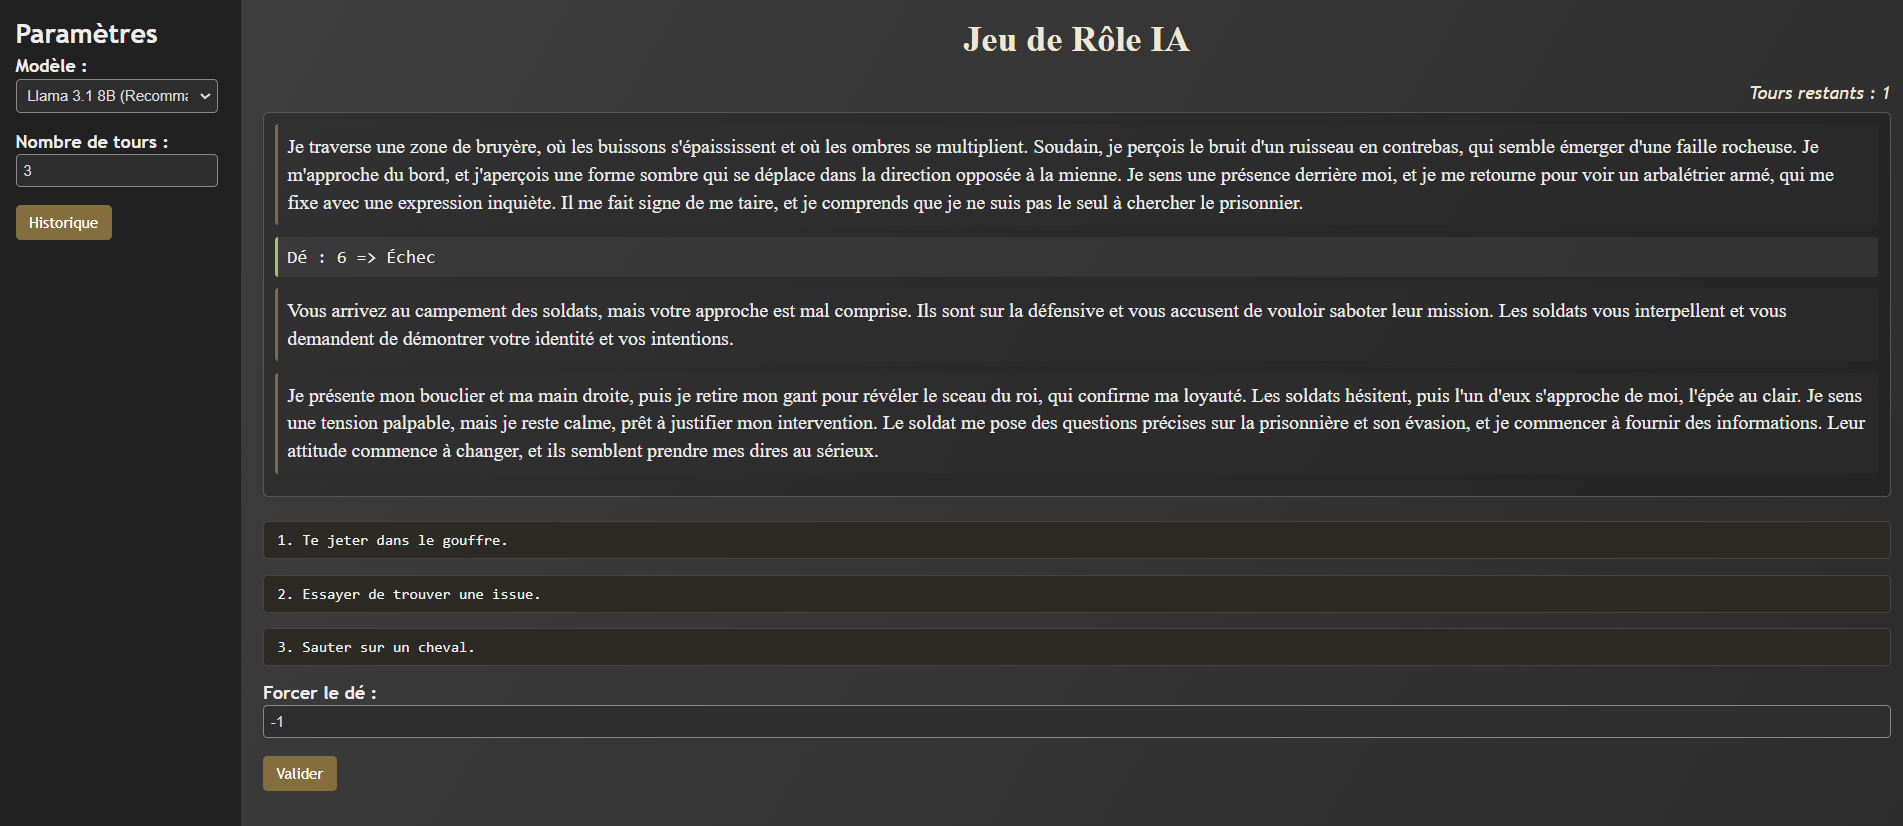 Paramètres
Modèle :
Llama 3.1 8B (Recomma
Nombre de tours :
3
Historique
Jeu de Rôle IA
Tours restants : 1
Je traverse une zone de bruyère, où les buissons s'épaississent et où les ombres se multiplient. Soudain, je perçois le bruit d'un ruisseau en contrebas, qui semble émerger d'une faille rocheuse. Je
m'approche du bord, et j'aperçois une forme sombre qui se déplace dans la direction opposée à la mienne. Je sens une présence derrière moi, et je me retourne pour voir un arbalétrier armé, qui me
fixe avec une expression inquiète. Il me fait signe de me taire, et je comprends que je ne suis pas le seul à chercher le prisonnier.
Dé : 6 => Échec
Vous arrivez au campement des soldats, mais votre approche est mal comprise. Ils sont sur la défensive et vous accusent de vouloir saboter leur mission. Les soldats vous interpellent et vous
demandent de démontrer votre identité et vos intentions.
Je présente mon bouclier et ma main droite, puis je retire mon gant pour révéler le sceau du roi, qui confirme ma loyauté. Les soldats hésitent, puis l'un d'eux s'approche de moi, l'épée au clair. Je sens
une tension palpable, mais je reste calme, prêt à justifier mon intervention. Le soldat me pose des questions précises sur la prisonnière et son évasion, et je commencer à fournir des informations. Leur
attitude commence à changer, et ils semblent prendre mes dires au sérieux.
1. Te jeter dans le gouffre.
2. Essayer de trouver une issue.
3. Sauter sur un cheval.
Forcer le dé :
-1
Valider